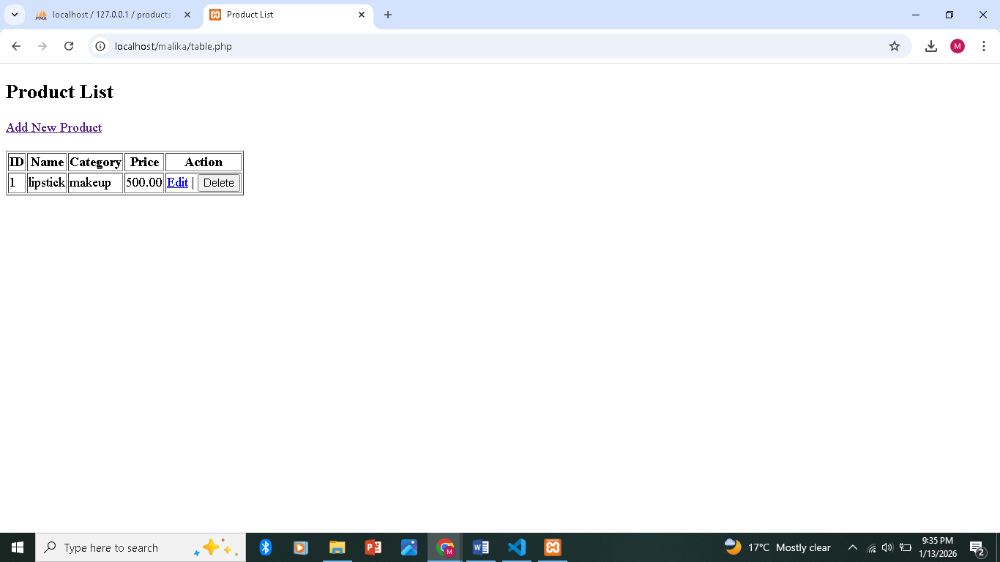 localhost / 127.0.0.1 / products
Product List
localhost/malika/table.php
M
Product List
Add New Product
ID Name Category Price Action
1 lipstick makeup 500.00 Edit | Delete
Type here to search
M
17°C Mostly clear
9:35 PM
1/13/2026
2